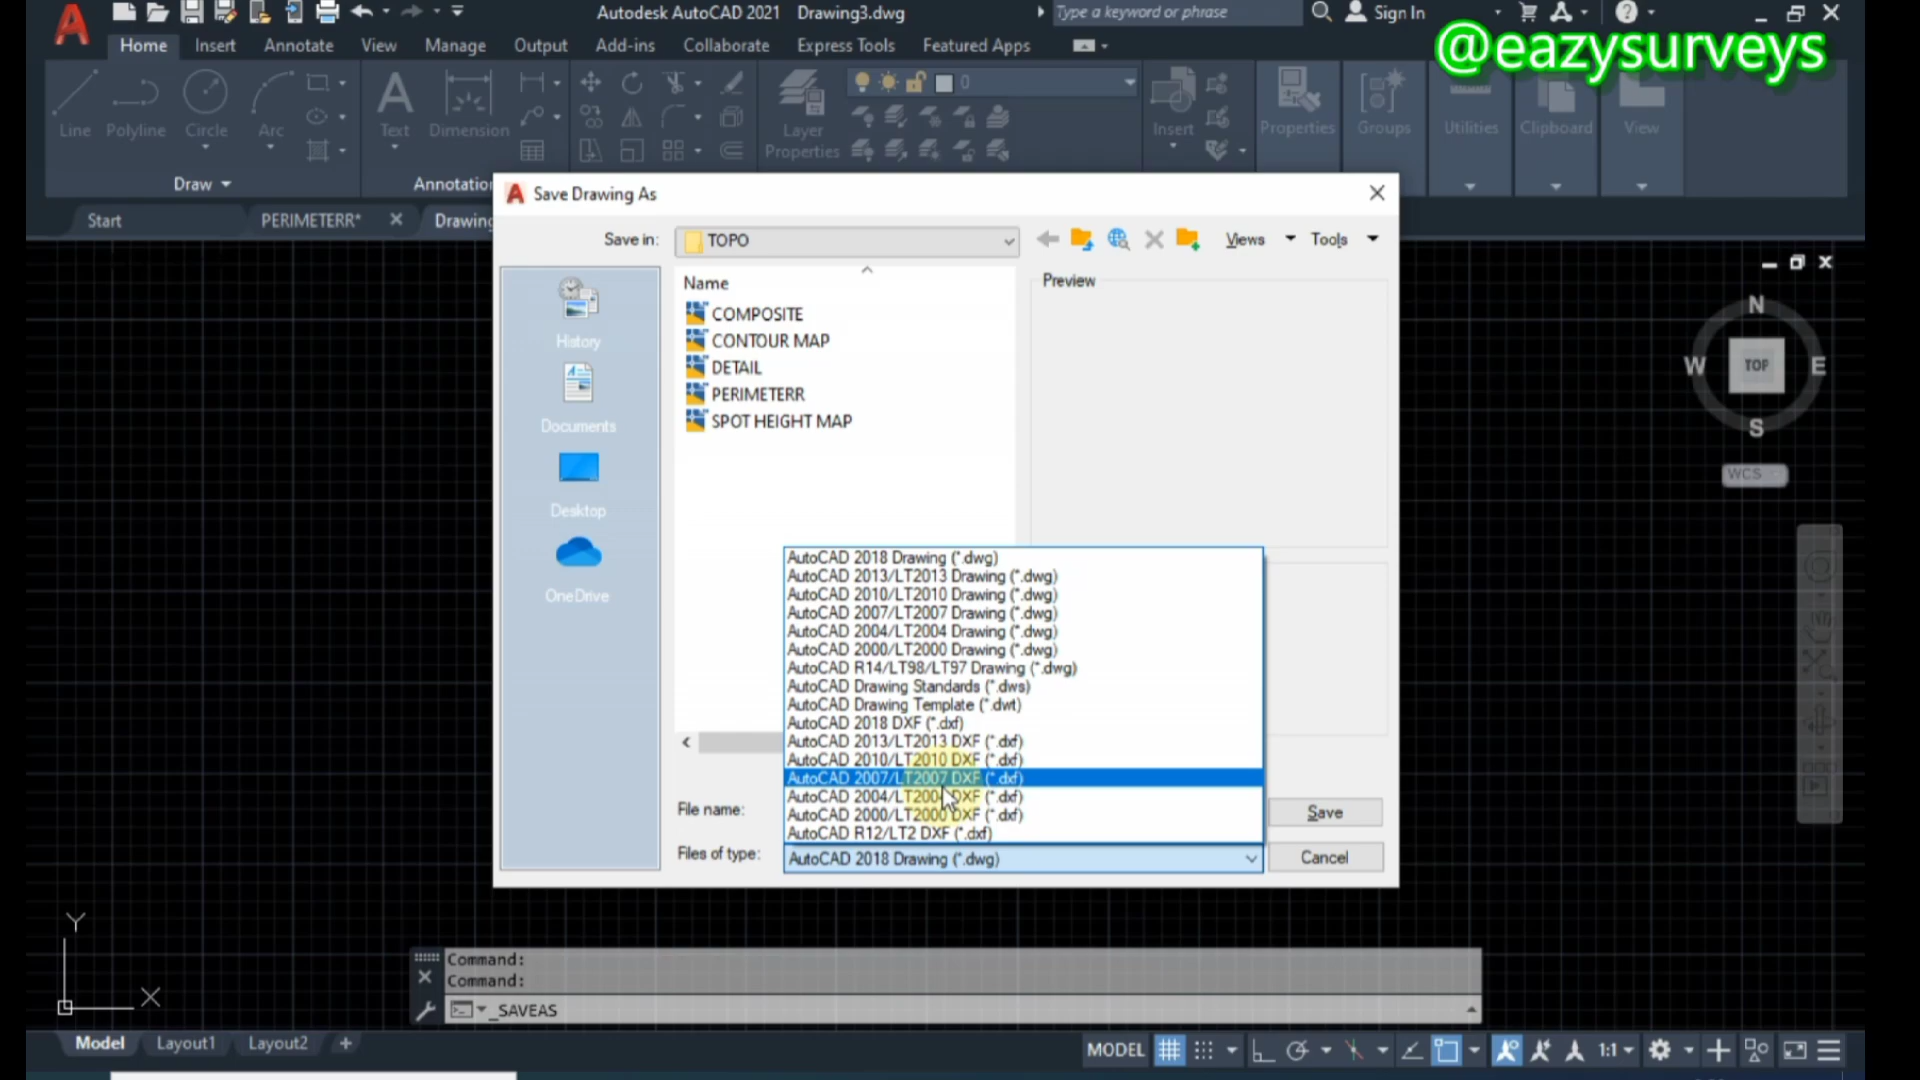 Autodesk AutoCAD 2021 Drawing3.dwg
Type a keyword or phrase
Sign In
@eazysurveys
Home Insert Annotate View Manage Output Add-ins Collaborate Express Tools Featured Apps
0
Line Polyline Circle Arc Text Dimension
Layer
Properties
Insert Properties Groups Utilities Clipboard View
Draw
Annotation
Start PERIMETERR* Drawing
Save Drawing As
Save in: TOPO
Views Tools
Name
Preview
COMPOSITE
CONTOUR MAP
DETAIL
PERIMETERR
SPOT HEIGHT MAP
History
Documents
Desktop
OneDrive
AutoCAD 2018 Drawing (*.dwg)
AutoCAD 2013/LT2013 Drawing (*.dwg)
AutoCAD 2010/LT2010 Drawing (*.dwg)
AutoCAD 2007/LT2007 Drawing (*.dwg)
AutoCAD 2004/LT2004 Drawing (*.dwg)
AutoCAD 2000/LT2000 Drawing (*.dwg)
AutoCAD R14/LT98/LT97 Drawing (*.dwg)
AutoCAD Drawing Standards (*.dws)
AutoCAD Drawing Template (*.dwt)
AutoCAD 2018 DXF (*.dxf)
AutoCAD 2013/LT2013 DXF (*.dxf)
AutoCAD 2010/LT2010 DXF (*.dxf)
AutoCAD 2007/LT2007 DXF (*.dxf)
AutoCAD 2004/LT2004 DXF (*.dxf)
AutoCAD 2000/LT2000 DXF (*.dxf)
AutoCAD R12/LT2 DXF (*.dxf)
File name:
Save
Files of type: AutoCAD 2018 Drawing (*.dwg)
Cancel
N
W TOP E
S
WCS
Y
X
Command:
Command:
_SAVEAS
Model Layout1 Layout2 +
MODEL
1:1